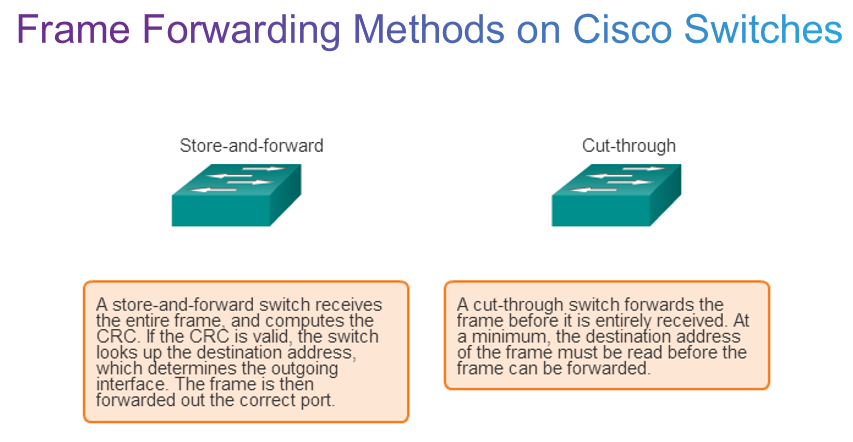 Frame Forwarding Methods on Cisco Switches
Store-and-forward
Cut-through
A store-and-forward switch receives
the entire frame, and computes the
CRC. If the CRC is valid, the switch
looks up the destination address,
which determines the outgoing
interface. The frame is then
forwarded out the correct port.
A cut-through switch forwards the
frame before it is entirely received. At
a minimum, the destination address
of the frame must be read before the
frame can be forwarded.